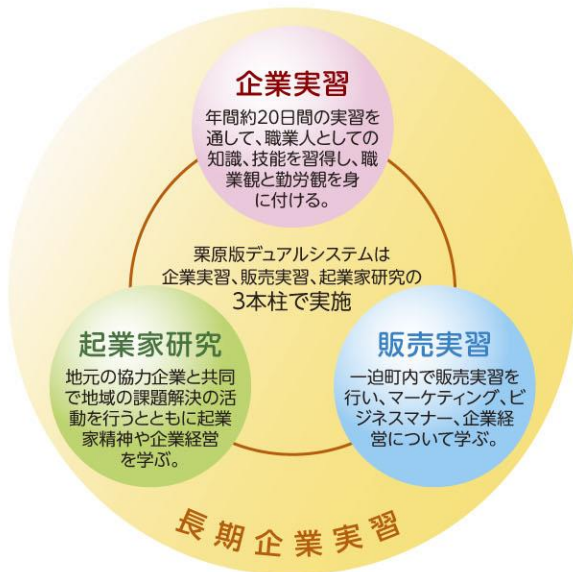 企業実習
年間約20日間の実習を
通して、職業人としての
知識、技能を習得し、職
業観と勤労観を身
に付ける。
栗原版デュアルシステムは
企業実習、販売実習、起業家研究の
3本柱で実施
起業家研究
地元の協力企業と共同
で地域の課題解決の活
動を行うとともに起業
家精神や企業経営
を学ぶ。
販売実習
一迫町内で販売実習を
行い、マーケティング、ビ
ジネスマナー、企業経
営について学ぶ。
長期企業実習